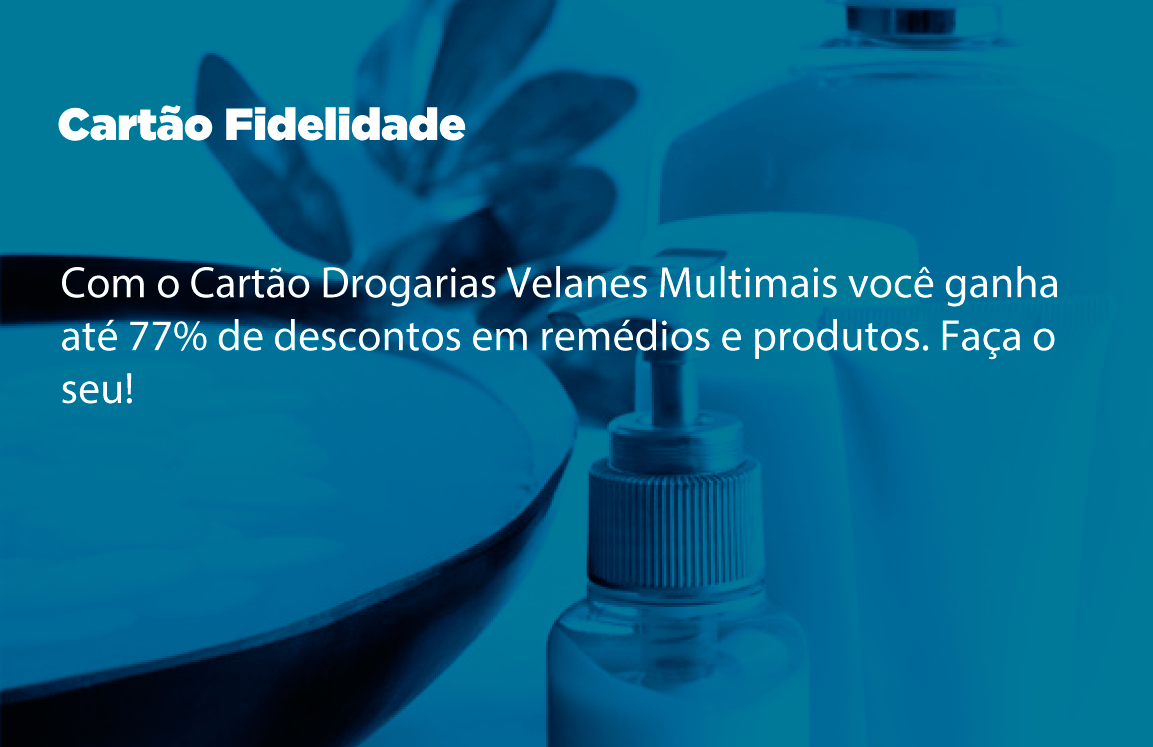 Cartão Fidelidade
Com o Cartão Drogarias Velanes Multimais você ganha
até 77% de descontos em remédios e produtos. Faça o
seu!